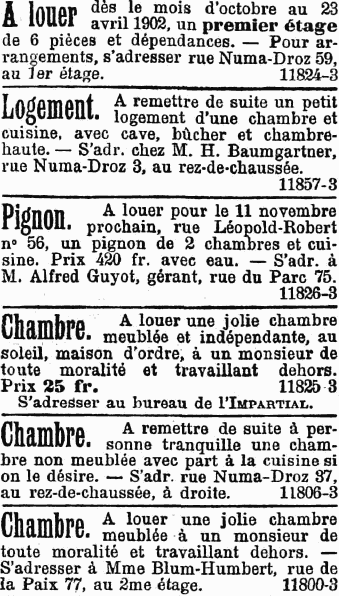 A louer dès le mois d'octobre au 23
avril 1902, un premier étage
de 6 pièces et dépendances. — Pour ar-
rangements, s'adresser rue Numa-Droz 59,
au 1er étage. 11824-3
Logement. A remettre de suite un petit
logement d'une chambre et
cuisine, avec cave, bûcher et chambre-
haute. — S'adr. chez M. H. Baumgartner,
rue Numa-Droz 3, au rez-de-chaussée.
11857-3
Pignon. A louer pour le 11 novembre
prochain, rue Léopold-Robert
n° 56, un pignon de 2 chambres et cui-
sine. Prix 420 fr. avec eau. — S'adr. à
M. Alfred Guyot, gérant, rue du Parc 75.
11826-3
Chambre. A louer une jolie chambre
meublée et indépendante, au
soleil, maison d'ordre, à un monsieur de
toute moralité et travaillant dehors.
Prix 25 fr. 11825-3
S'adresser au bureau de l'IMPARTIAL.
Chambre. A remettre de suite à per-
sonne tranquille une cham-
bre non meublée avec part à la cuisine si
on le désire. — S'adr. rue Numa-Droz 37,
au rez-de-chaussée, à droite. 11806-3
Chambre. A louer une jolie chambre
meublée à un monsieur de
toute moralité et travaillant dehors. —
S'adresser à Mme Blum-Humbert, rue de
la Paix 77, au 2me étage. 11800-3